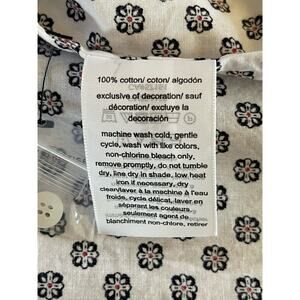 100% cotton/ coton/ algodón
exclusive of decoration/ sauf
décoration/ excluye la
decoración
machine wash cold, gentle
cycle, wash with like colors,
non-chlorine bleach only,
remove promptly, do not tumble
dry, line dry in shade, low heat
iron if necessary, dry
clear/laver à la machine à l'eau
froide, cycle délicat, laver en
séparant les couleurs,
seulement agent de
blanchiment non-chlore, retirer